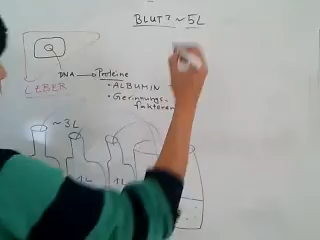 BLUT? ~ 5L
DNA → Proteine
LEBER
• ALBUMIN
• Gerinnungs-
faktoren
~3L
1L
1L